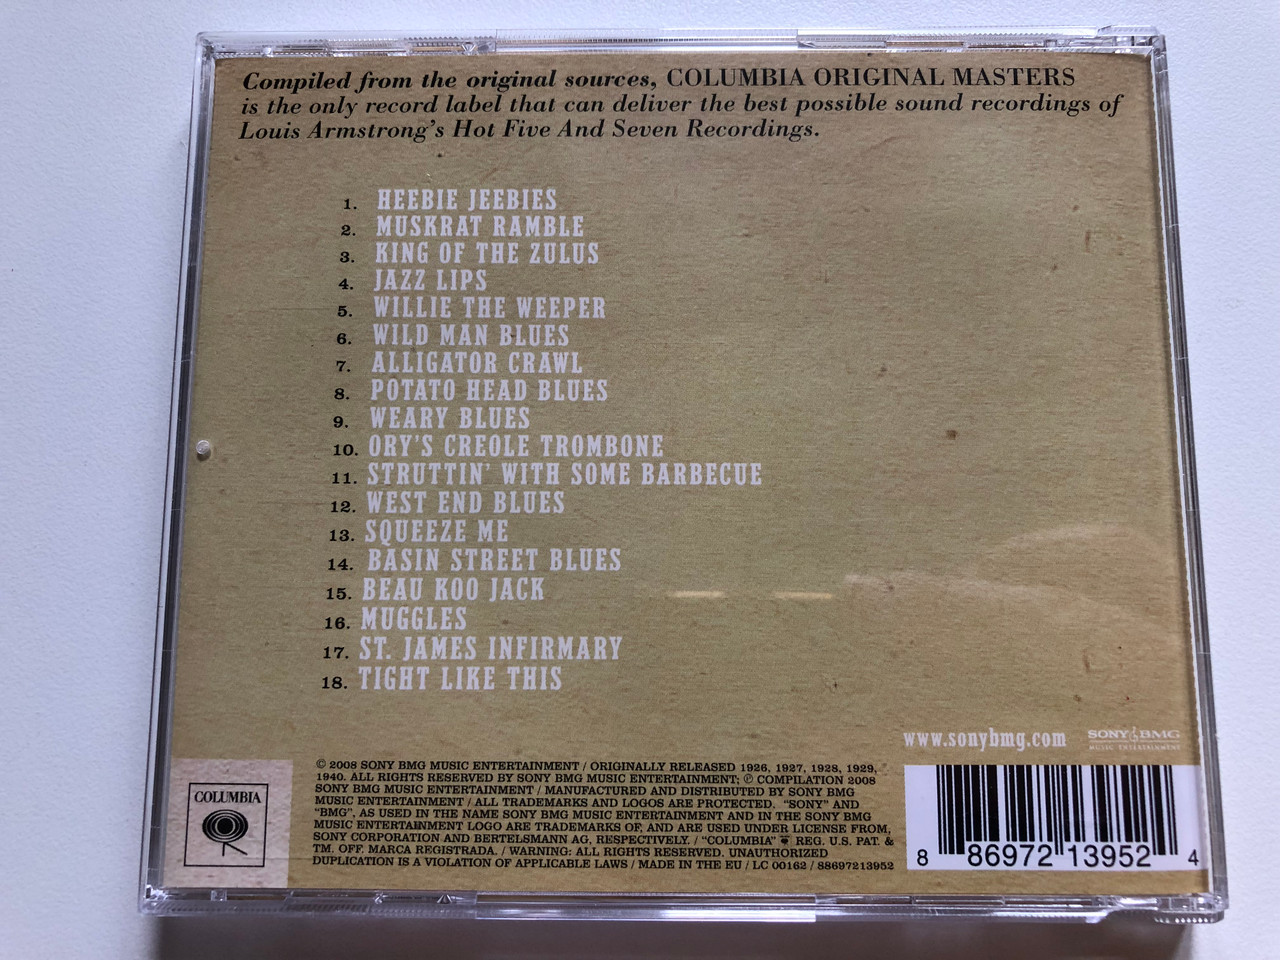 Compiled from the original sources, COLUMBIA ORIGINAL MASTERS
is the only record label that can deliver the best possible sound recordings of
Louis Armstrong's Hot Five And Seven Recordings.
1. HEEBIE JEEBIES
2. MUSKRAT RAMBLE
3. KING OF THE ZULUS
4. JAZZ LIPS
5. WILLIE THE WEEPER
6. WILD MAN BLUES
7. ALLIGATOR CRAWL
8. POTATO HEAD BLUES
9. WEARY BLUES
10. ORY'S CREOLE TROMBONE
11. STRUTTIN' WITH SOME BARBECUE
12. WEST END BLUES
13. SQUEEZE ME
14. BASIN STREET BLUES
15. BEAU KOO JACK
16. MUGGLES
17. ST. JAMES INFIRMARY
18. TIGHT LIKE THIS
www.sonybmg.com
SONY BMG
MUSIC ENTERTAINMENT
COLUMBIA
© 2008 SONY BMG MUSIC ENTERTAINMENT / ORIGINALLY RELEASED 1926, 1927, 1928, 1929,
1940. ALL RIGHTS RESERVED BY SONY BMG MUSIC ENTERTAINMENT; ℗ COMPILATION 2008
SONY BMG MUSIC ENTERTAINMENT / MANUFACTURED AND DISTRIBUTED BY SONY BMG
MUSIC ENTERTAINMENT / ALL TRADEMARKS AND LOGOS ARE PROTECTED. "SONY" AND
"BMG", AS USED IN THE NAME SONY BMG MUSIC ENTERTAINMENT AND IN THE SONY BMG
MUSIC ENTERTAINMENT LOGO ARE TRADEMARKS OF, AND ARE USED UNDER LICENSE FROM,
SONY CORPORATION AND BERTELSMANN AG, RESPECTIVELY. / "COLUMBIA" REG. U.S. PAT. &
TM. OFF. MARCA REGISTRADA. / WARNING: ALL RIGHTS RESERVED. UNAUTHORIZED
DUPLICATION IS A VIOLATION OF APPLICABLE LAWS / MADE IN THE EU / LC 00162 / 88697213952
8 86972 13952 4